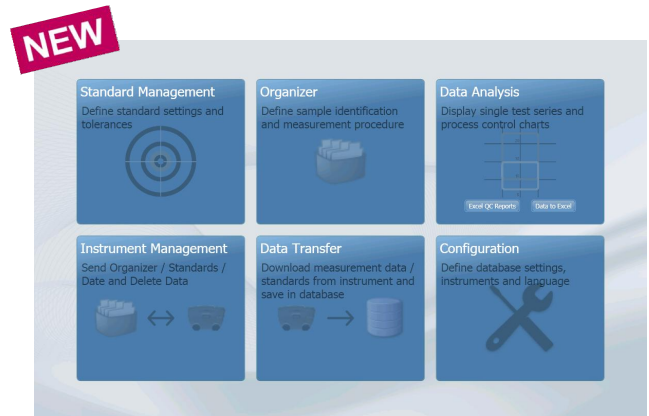 NEW
Standard Management
Define standard settings and
tolerances
Organizer
Define sample identification
and measurement procedure
Data Analysis
Display single test series and
process control charts
Excel QC Reports
Data to Excel
Instrument Management
Send Organizer / Standards /
Date and Delete Data
Data Transfer
Download measurement data /
standards from instrument and
save in database
Configuration
Define database settings,
instruments and language